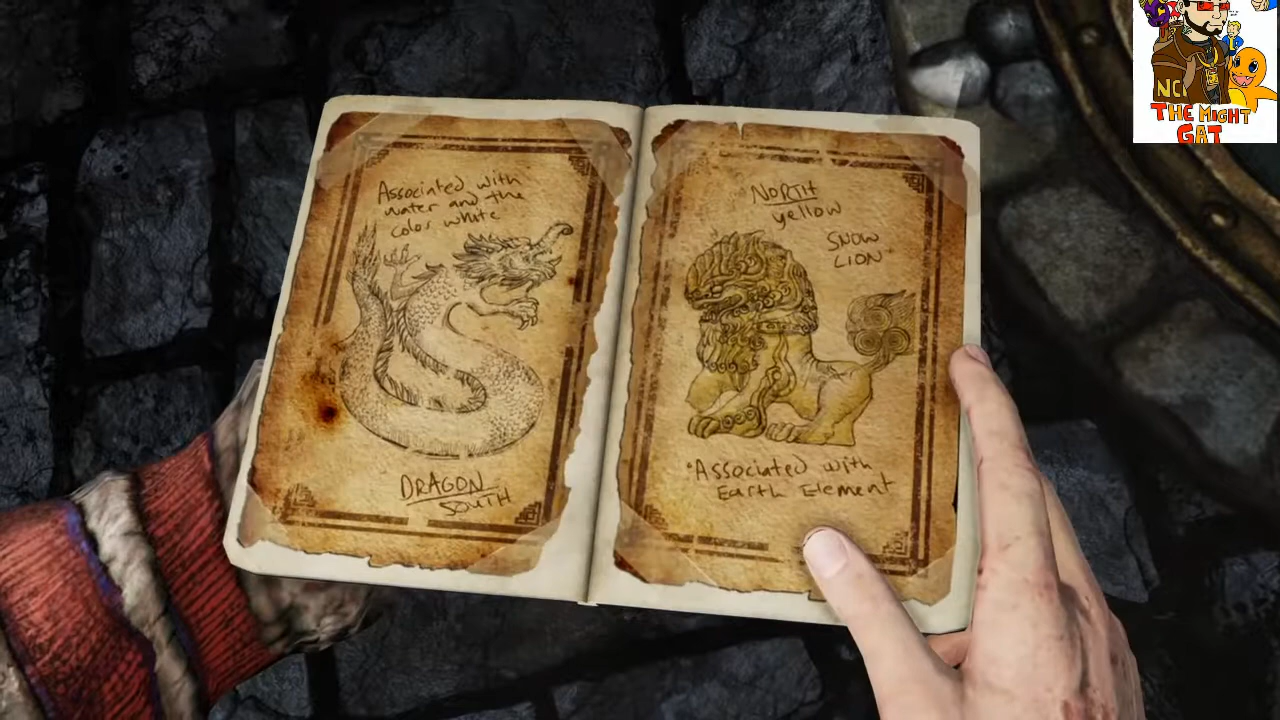 Associated with
water and the
color white
DRAGON
SOUTH
NORTH
yellow
SNOW
LION
*Associated with
Earth Element
NC
THE MIGHT
GAT